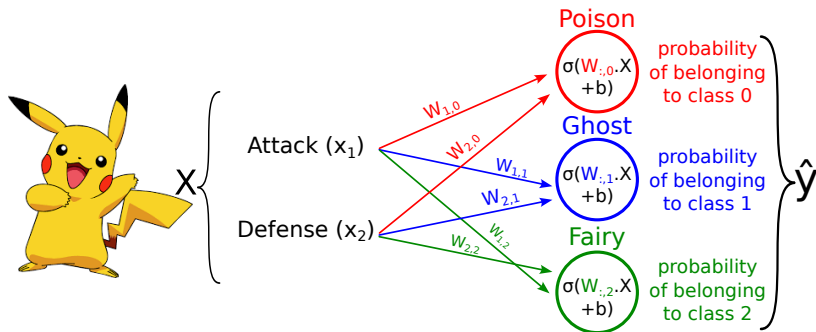 Poison
σ(W:,0.X
+b)
probability
of belonging
to class 0
W1,0
W2,0
Attack (x1)
X
Ghost
σ(W:,1.X
+b)
probability
of belonging
to class 1
ŷ
W1,1
W2,1
Defense (x2)
W1,2
W2,2
Fairy
σ(W:,2.X
+b)
probability
of belonging
to class 2